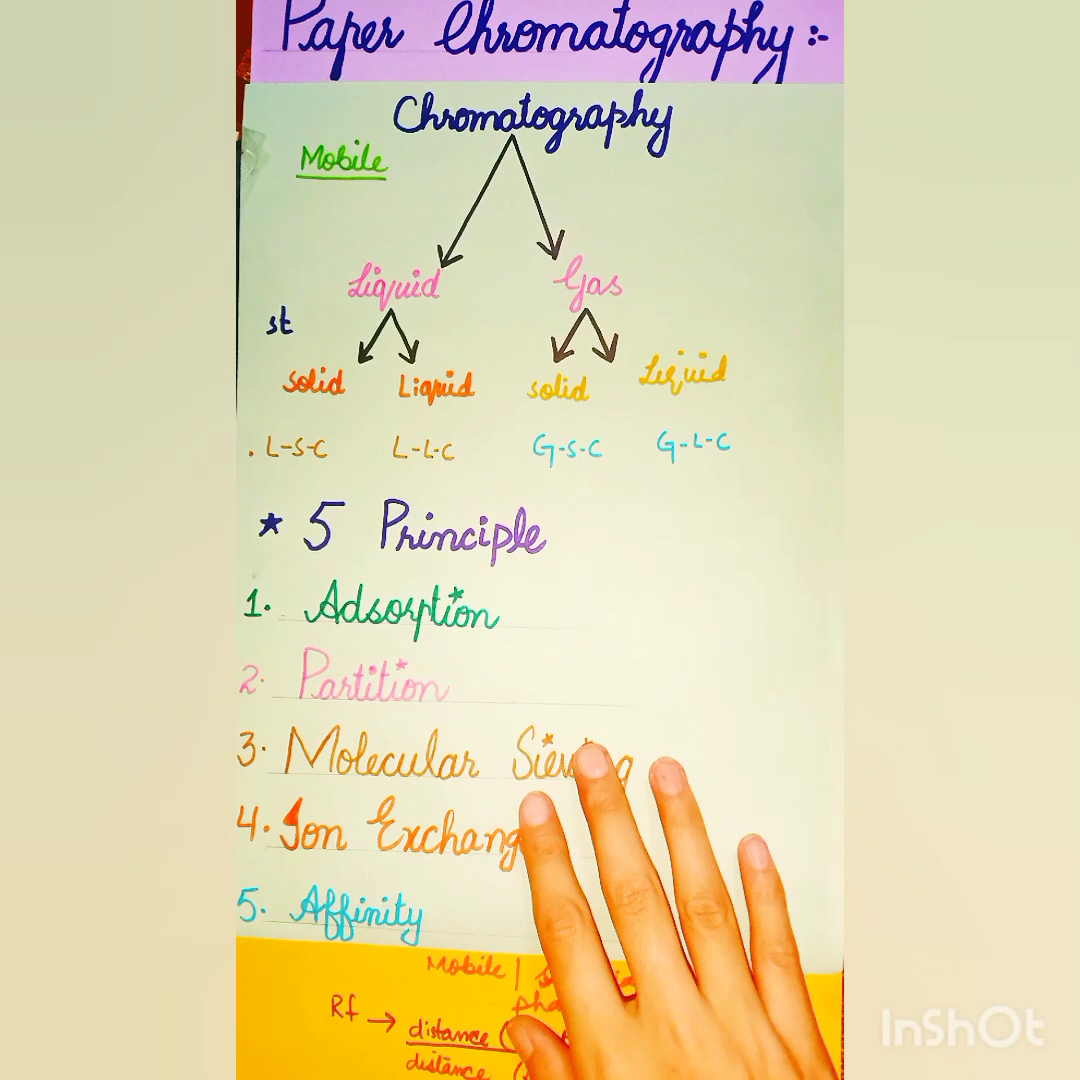 Paper Chromatography :-
Chromatography
Mobile
Liquid Gas
st
Solid Liquid solid Liquid
. L-S-C L-L-C G-S-C G-L-C
* 5 Principle
1. Adsorption
2. Partition
3. Molecular
4. Ion
5. Affinity
Mobile |
Rf → distance (
distance (
InShOt